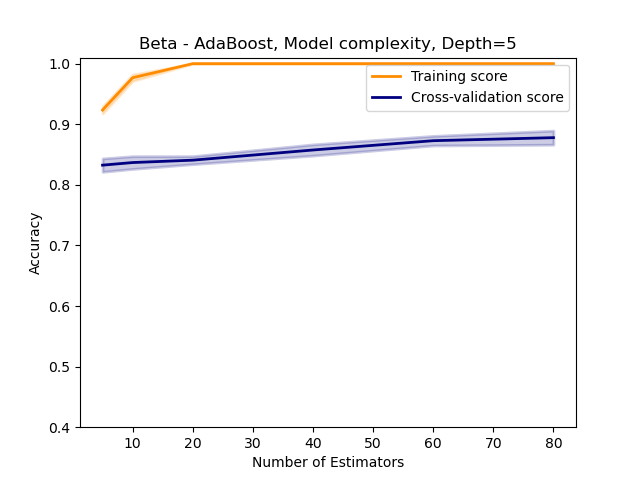 Beta - AdaBoost, Model complexity, Depth=5
1.0
0.9
0.8
0.7
0.6
0.5
0.4
Accuracy
Training score
Cross-validation score
10 20 30 40 50 60 70 80
Number of Estimators